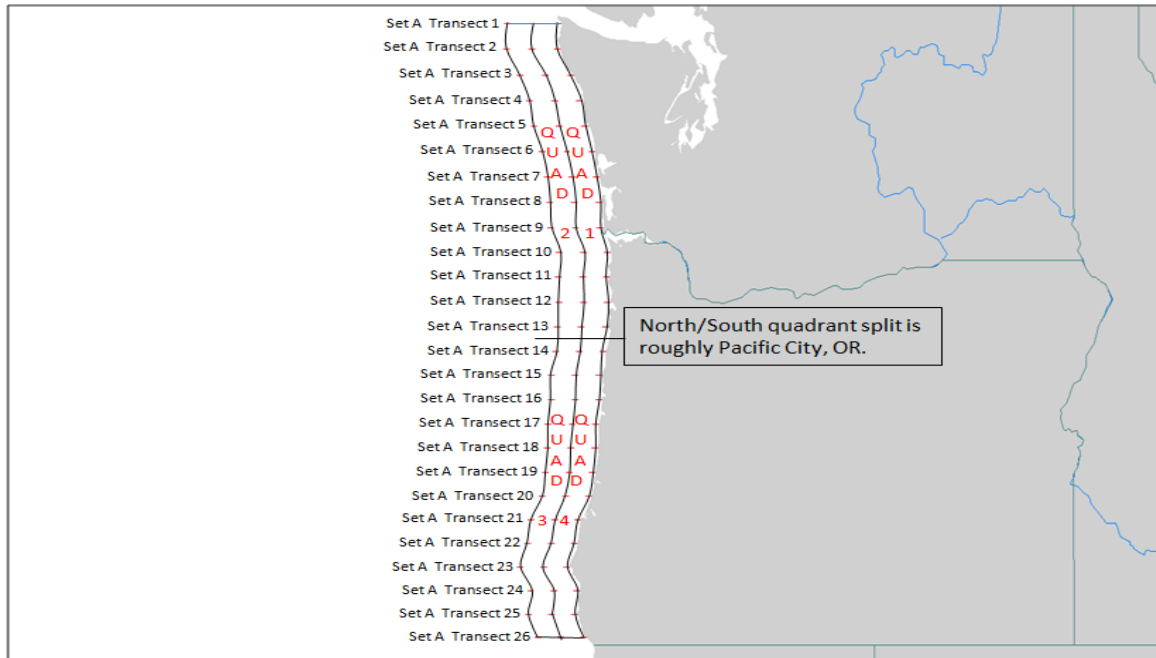 Set A Transect 1
Set A Transect 2
Set A Transect 3
Set A Transect 4
Set A Transect 5
Set A Transect 6
Set A Transect 7
Set A Transect 8
Set A Transect 9
Set A Transect 10
Set A Transect 11
Set A Transect 12
Set A Transect 13
Set A Transect 14
Set A Transect 15
Set A Transect 16
Set A Transect 17
Set A Transect 18
Set A Transect 19
Set A Transect 20
Set A Transect 21
Set A Transect 22
Set A Transect 23
Set A Transect 24
Set A Transect 25
Set A Transect 26
QUAD 2
QUAD 1
North/South quadrant split is
roughly Pacific City, OR.
QUAD 3
QUAD 4